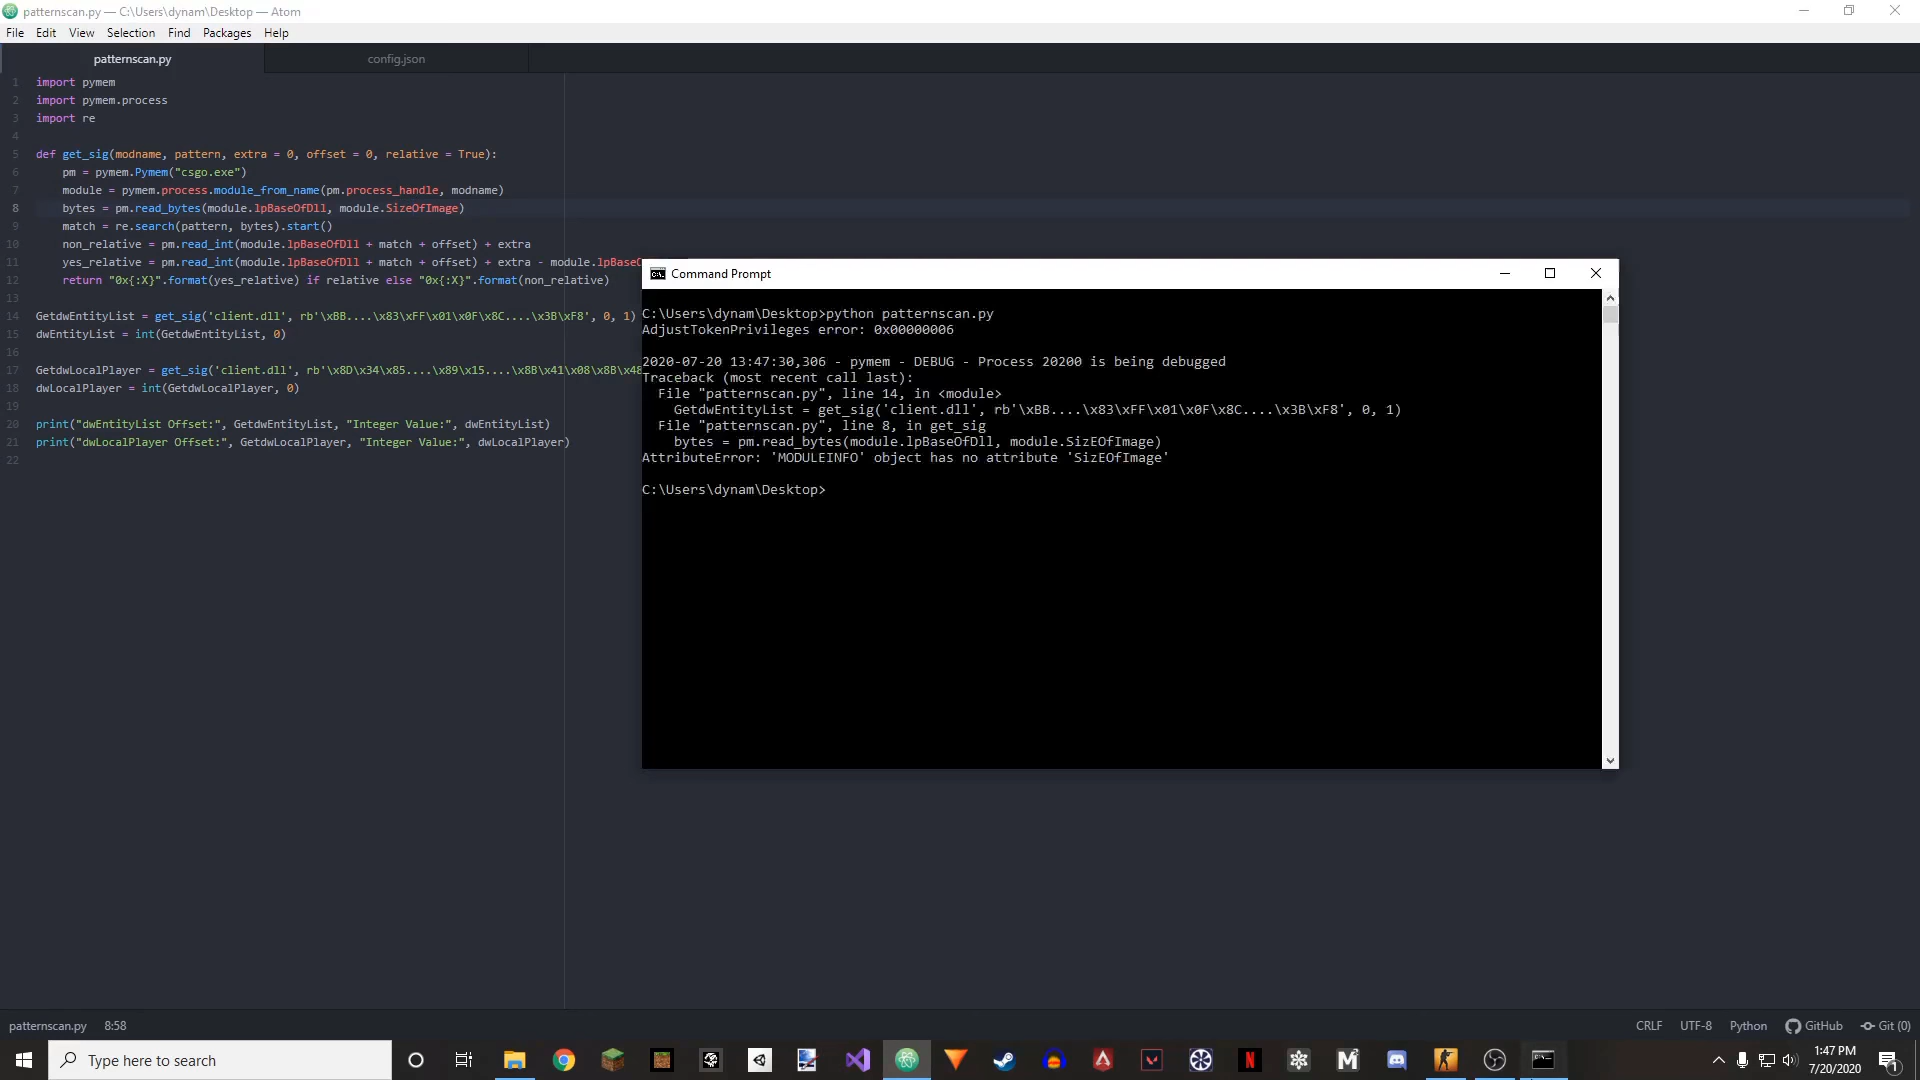 patternscan.py — C:\Users\dynam\Desktop — Atom
File Edit View Selection Find Packages Help
patternscan.py config.json
1 import pymem
2 import pymem.process
3 import re
4
5 def get_sig(modname, pattern, extra = 0, offset = 0, relative = True):
6 pm = pymem.Pymem("csgo.exe")
7 module = pymem.process.module_from_name(pm.process_handle, modname)
8 bytes = pm.read_bytes(module.lpBaseOfDll, module.SizeOfImage)
9 match = re.search(pattern, bytes).start()
10 non_relative = pm.read_int(module.lpBaseOfDll + match + offset) + extra
11 yes_relative = pm.read_int(module.lpBaseOfDll + match + offset) + extra - module.lpBaseO
12 return "0x{:X}".format(yes_relative) if relative else "0x{:X}".format(non_relative)
13
14 GetdwEntityList = get_sig('client.dll', rb'\xBB....\x83\xFF\x01\x0F\x8C....\x3B\xF8', 0, 1)
15 dwEntityList = int(GetdwEntityList, 0)
16
17 GetdwLocalPlayer = get_sig('client.dll', rb'\x8D\x34\x85....\x89\x15....\x8B\x41\x08\x8B\x48
18 dwLocalPlayer = int(GetdwLocalPlayer, 0)
19
20 print("dwEntityList Offset:", GetdwEntityList, "Integer Value:", dwEntityList)
21 print("dwLocalPlayer Offset:", GetdwLocalPlayer, "Integer Value:", dwLocalPlayer)
22
Command Prompt
C:\Users\dynam\Desktop>python patternscan.py
AdjustTokenPrivileges error: 0x00000006
2020-07-20 13:47:30,306 - pymem - DEBUG - Process 20200 is being debugged
Traceback (most recent call last):
File "patternscan.py", line 14, in <module>
GetdwEntityList = get_sig('client.dll', rb'\xBB....\x83\xFF\x01\x0F\x8C....\x3B\xF8', 0, 1)
File "patternscan.py", line 8, in get_sig
bytes = pm.read_bytes(module.lpBaseOfDll, module.SizEOfImage)
AttributeError: 'MODULEINFO' object has no attribute 'SizEOfImage'
C:\Users\dynam\Desktop>
patternscan.py 8:58 CRLF UTF-8 Python GitHub Git (0)
Type here to search
1:47 PM
7/20/2020
1